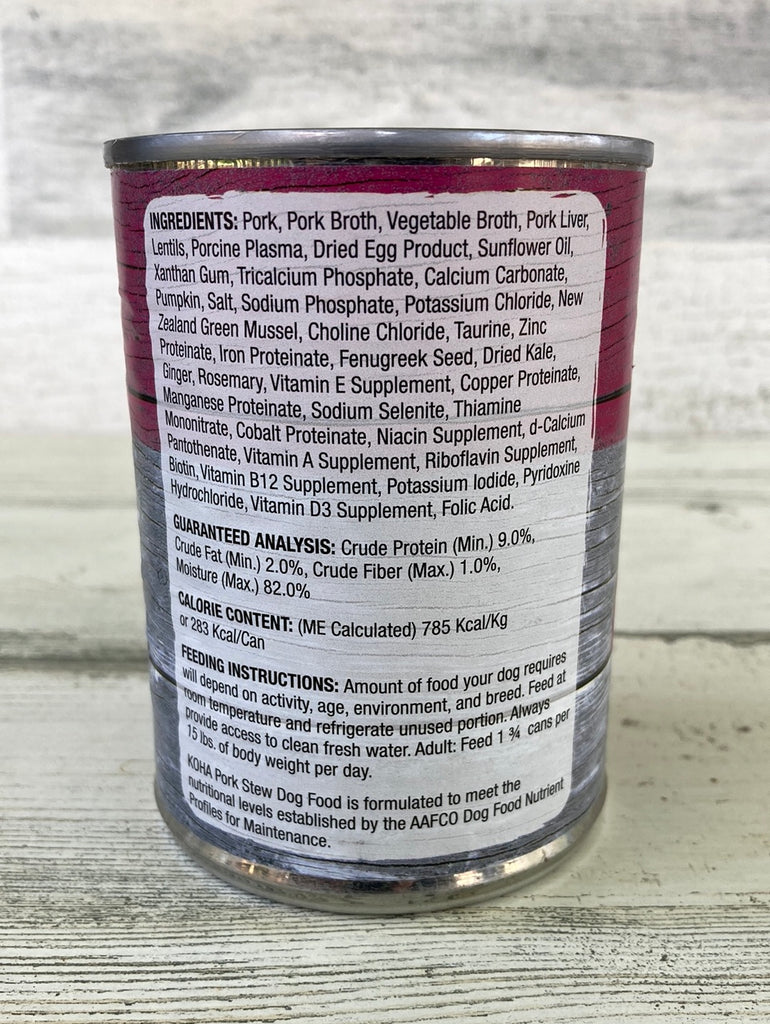 INGREDIENTS: Pork, Pork Broth, Vegetable Broth, Pork Liver,
Lentils, Porcine Plasma, Dried Egg Product, Sunflower Oil,
Xanthan Gum, Tricalcium Phosphate, Calcium Carbonate,
Pumpkin, Salt, Sodium Phosphate, Potassium Chloride, New
Zealand Green Mussel, Choline Chloride, Taurine, Zinc
Proteinate, Iron Proteinate, Fenugreek Seed, Dried Kale,
Ginger, Rosemary, Vitamin E Supplement, Copper Proteinate,
Manganese Proteinate, Sodium Selenite, Thiamine
Mononitrate, Cobalt Proteinate, Niacin Supplement, d-Calcium
Pantothenate, Vitamin A Supplement, Riboflavin Supplement,
Biotin, Vitamin B12 Supplement, Potassium Iodide, Pyridoxine
Hydrochloride, Vitamin D3 Supplement, Folic Acid.
GUARANTEED ANALYSIS: Crude Protein (Min.) 9.0%,
Crude Fat (Min.) 2.0%, Crude Fiber (Max.) 1.0%,
Moisture (Max.) 82.0%
CALORIE CONTENT: (ME Calculated) 785 Kcal/Kg
or 283 Kcal/Can
FEEDING INSTRUCTIONS: Amount of food your dog requires
will depend on activity, age, environment, and breed. Feed at
room temperature and refrigerate unused portion. Always
provide access to clean fresh water. Adult: Feed 1 ¾ cans per
15 lbs. of body weight per day.
KOHA Pork Stew Dog Food is formulated to meet the
nutritional levels established by the AAFCO Dog Food Nutrient
Profiles for Maintenance.